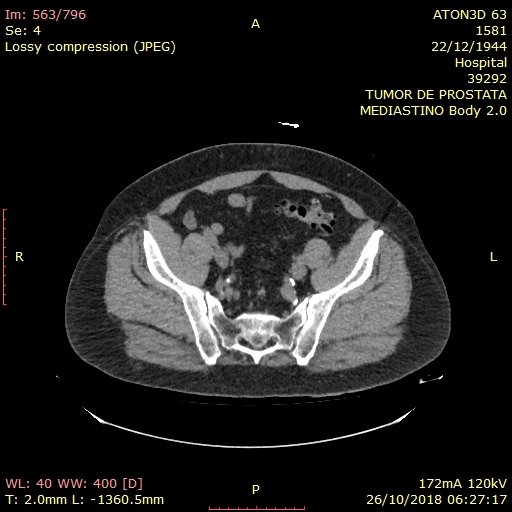 Im: 563/796
Se: 4
Lossy compression (JPEG)
A
ATON3D 63
1581
22/12/1944
Hospital
39292
TUMOR DE PROSTATA
MEDIASTINO Body 2.0
R
L
WL: 40 WW: 400 [D]
T: 2.0mm L: -1360.5mm
P
172mA 120kV
26/10/2018 06:27:17